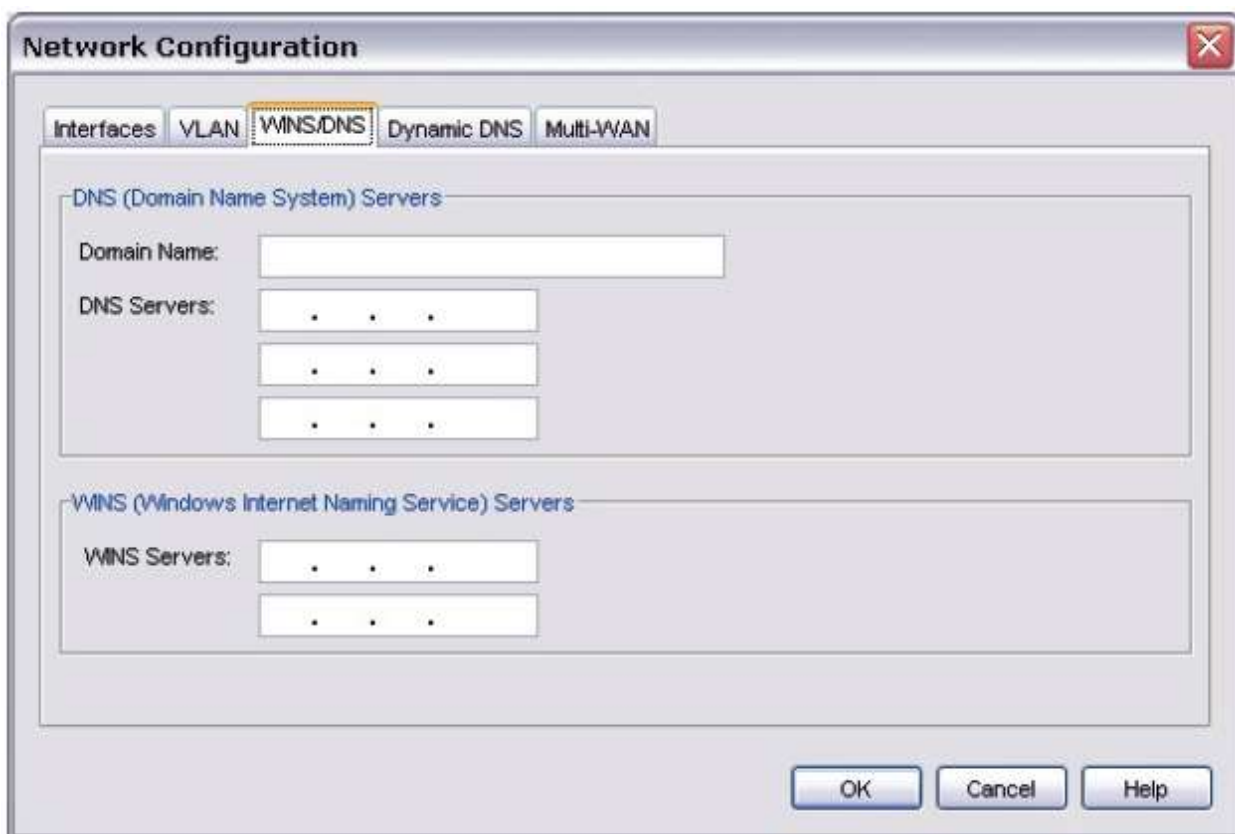 Network Configuration
Interfaces VLAN WINS/DNS Dynamic DNS Multi-WAN
DNS (Domain Name System) Servers
Domain Name:
DNS Servers: . . .
. . .
. . .
WINS (Windows Internet Naming Service) Servers
WINS Servers: . . .
. . .
OK Cancel Help